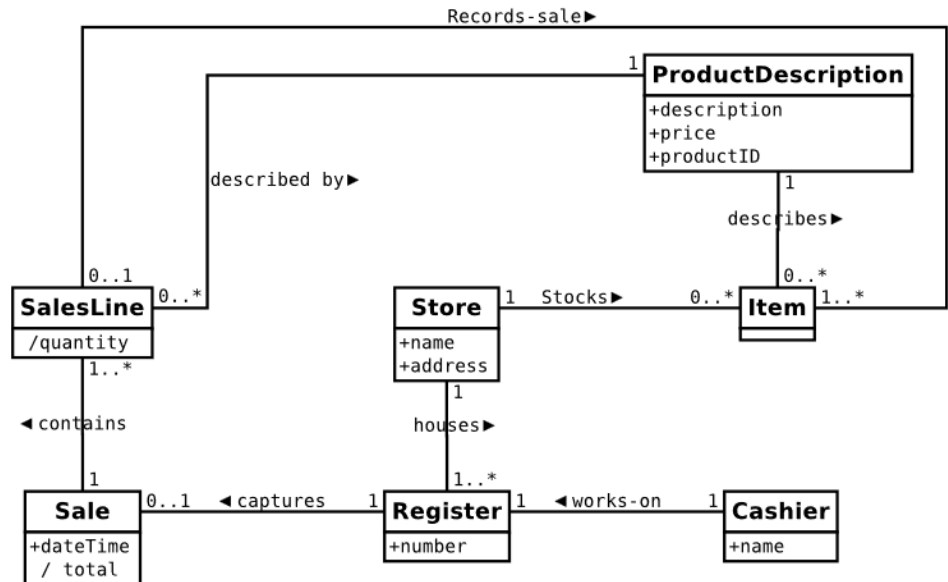 Records-sale►
1
ProductDescription
+description
+price
+productID
described by►
1
describes►
0..1
0..*
0..*
SalesLine
/quantity
Store
+name
+address
1
Stocks►
0..*
Item
1..*
1..*
1
◄contains
houses►
1
1..*
Sale
+dateTime
/ total
0..1
◄captures
1
Register
+number
1
◄works-on
1
Cashier
+name